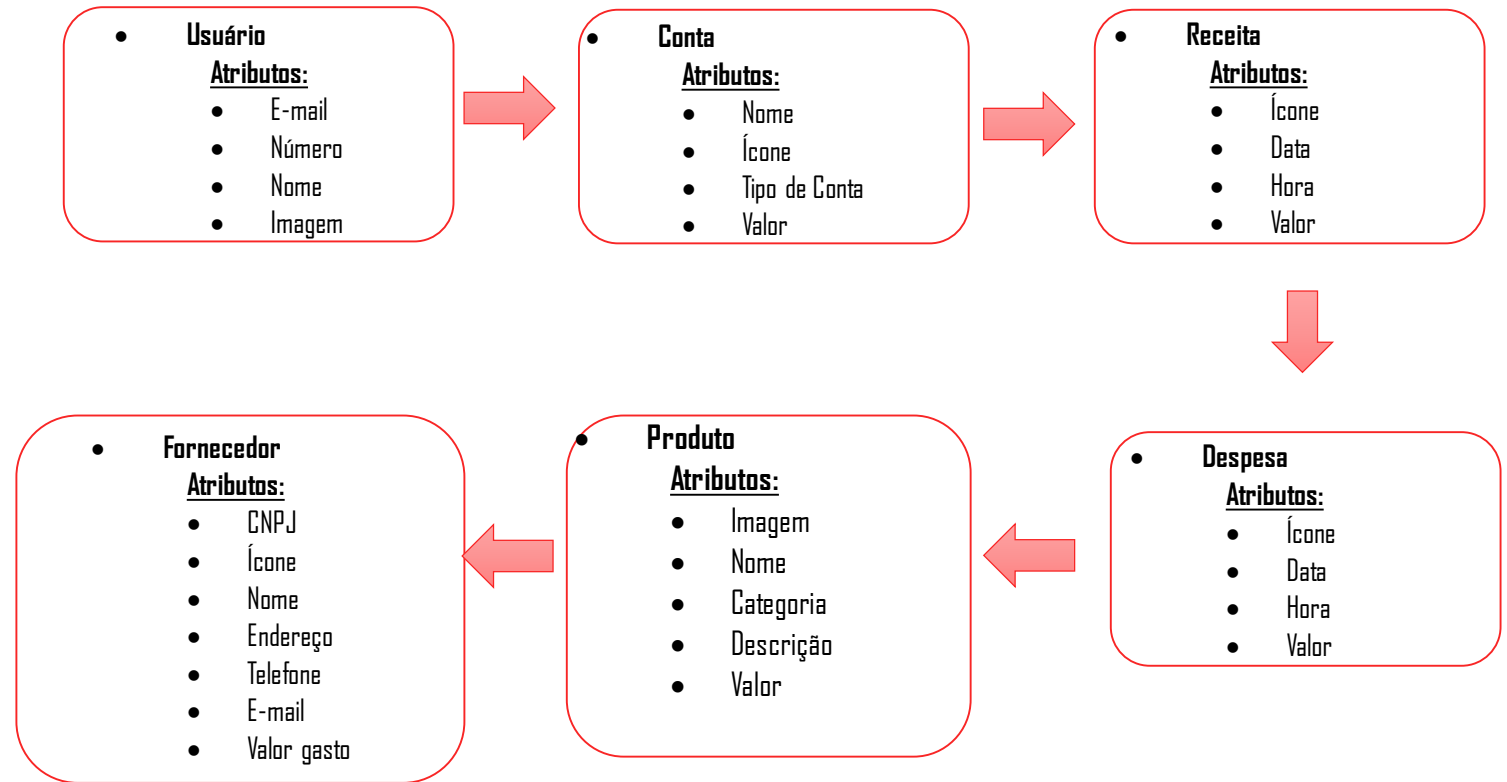 • Usuário
Atributos:
• E-mail
• Número
• Nome
• Imagem
• Conta
Atributos:
• Nome
• Ícone
• Tipo de Conta
• Valor
• Receita
Atributos:
• Ícone
• Data
• Hora
• Valor
• Despesa
Atributos:
• Ícone
• Data
• Hora
• Valor
• Produto
Atributos:
• Imagem
• Nome
• Categoria
• Descrição
• Valor
• Fornecedor
Atributos:
• CNPJ
• Ícone
• Nome
• Endereço
• Telefone
• E-mail
• Valor gasto